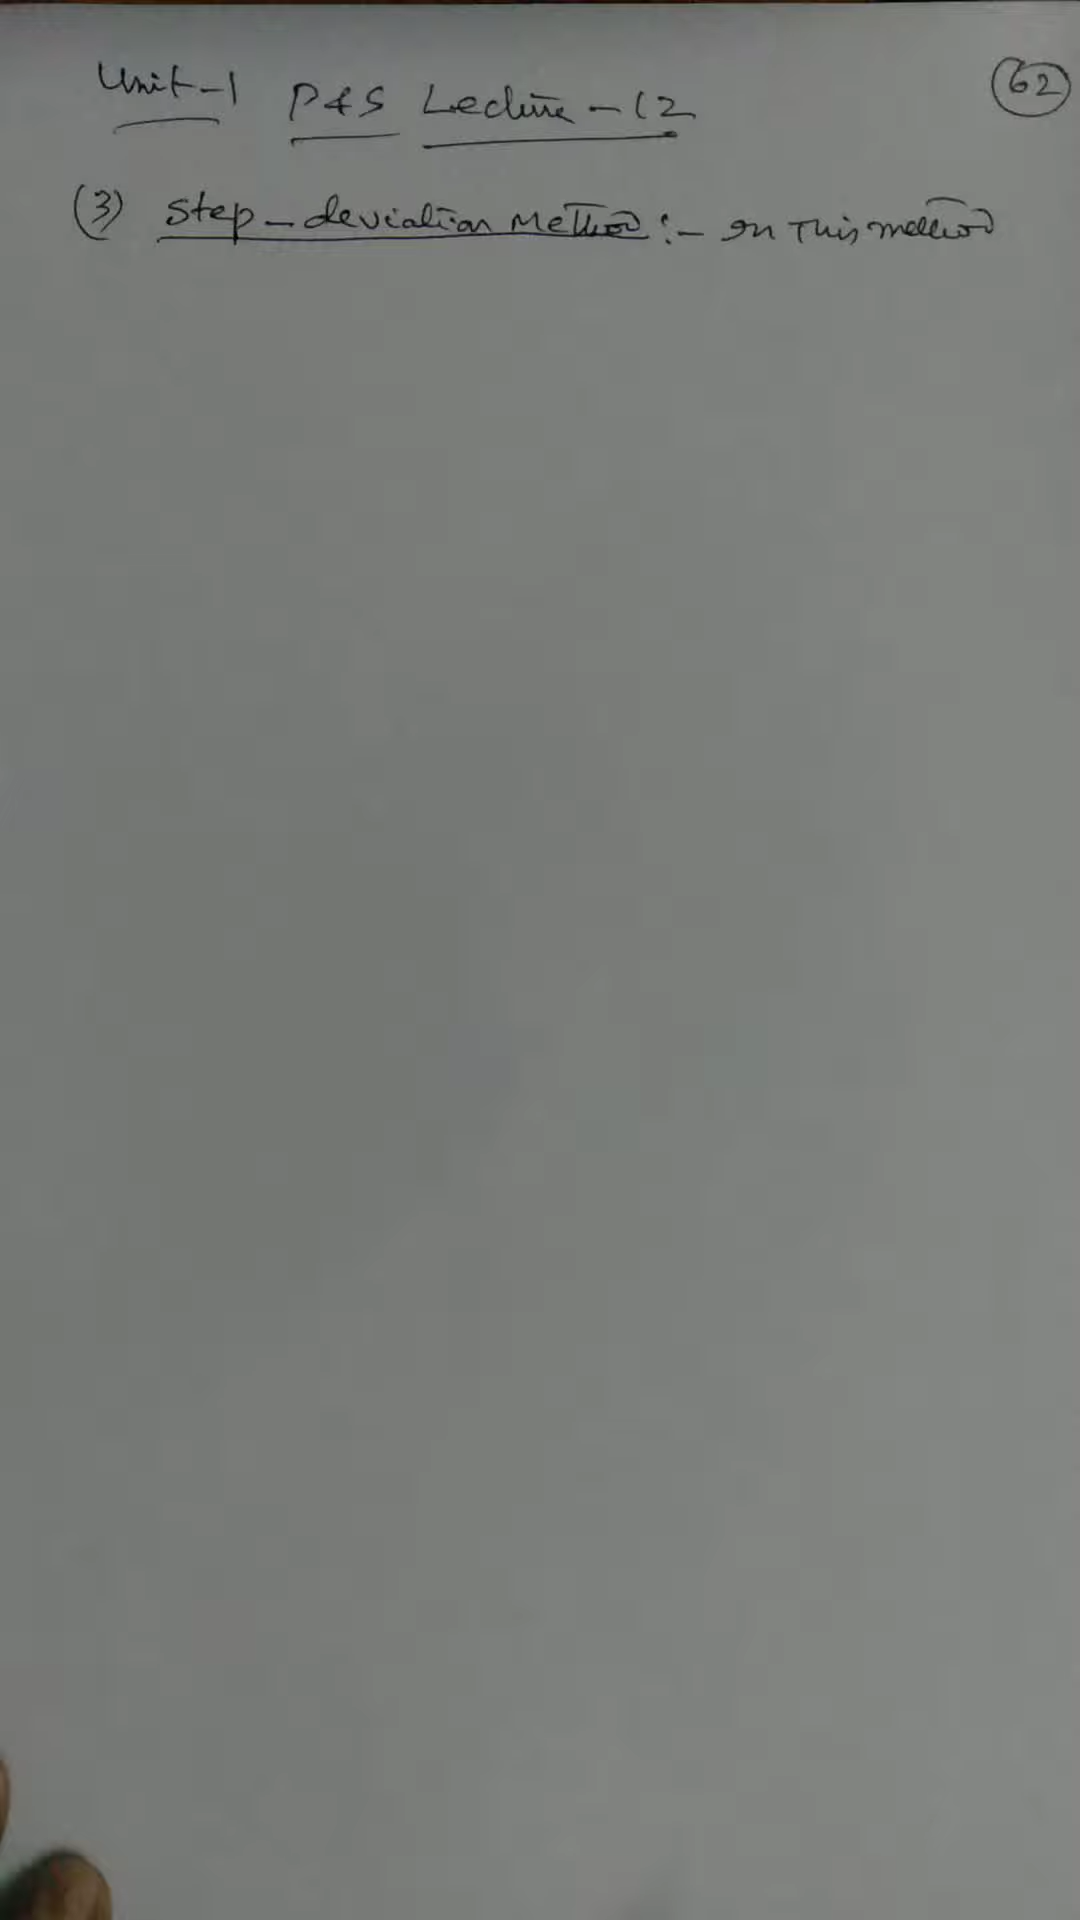 Unit-1 P&S Lecture-12 62
(3) Step-deviation Method :- In This method